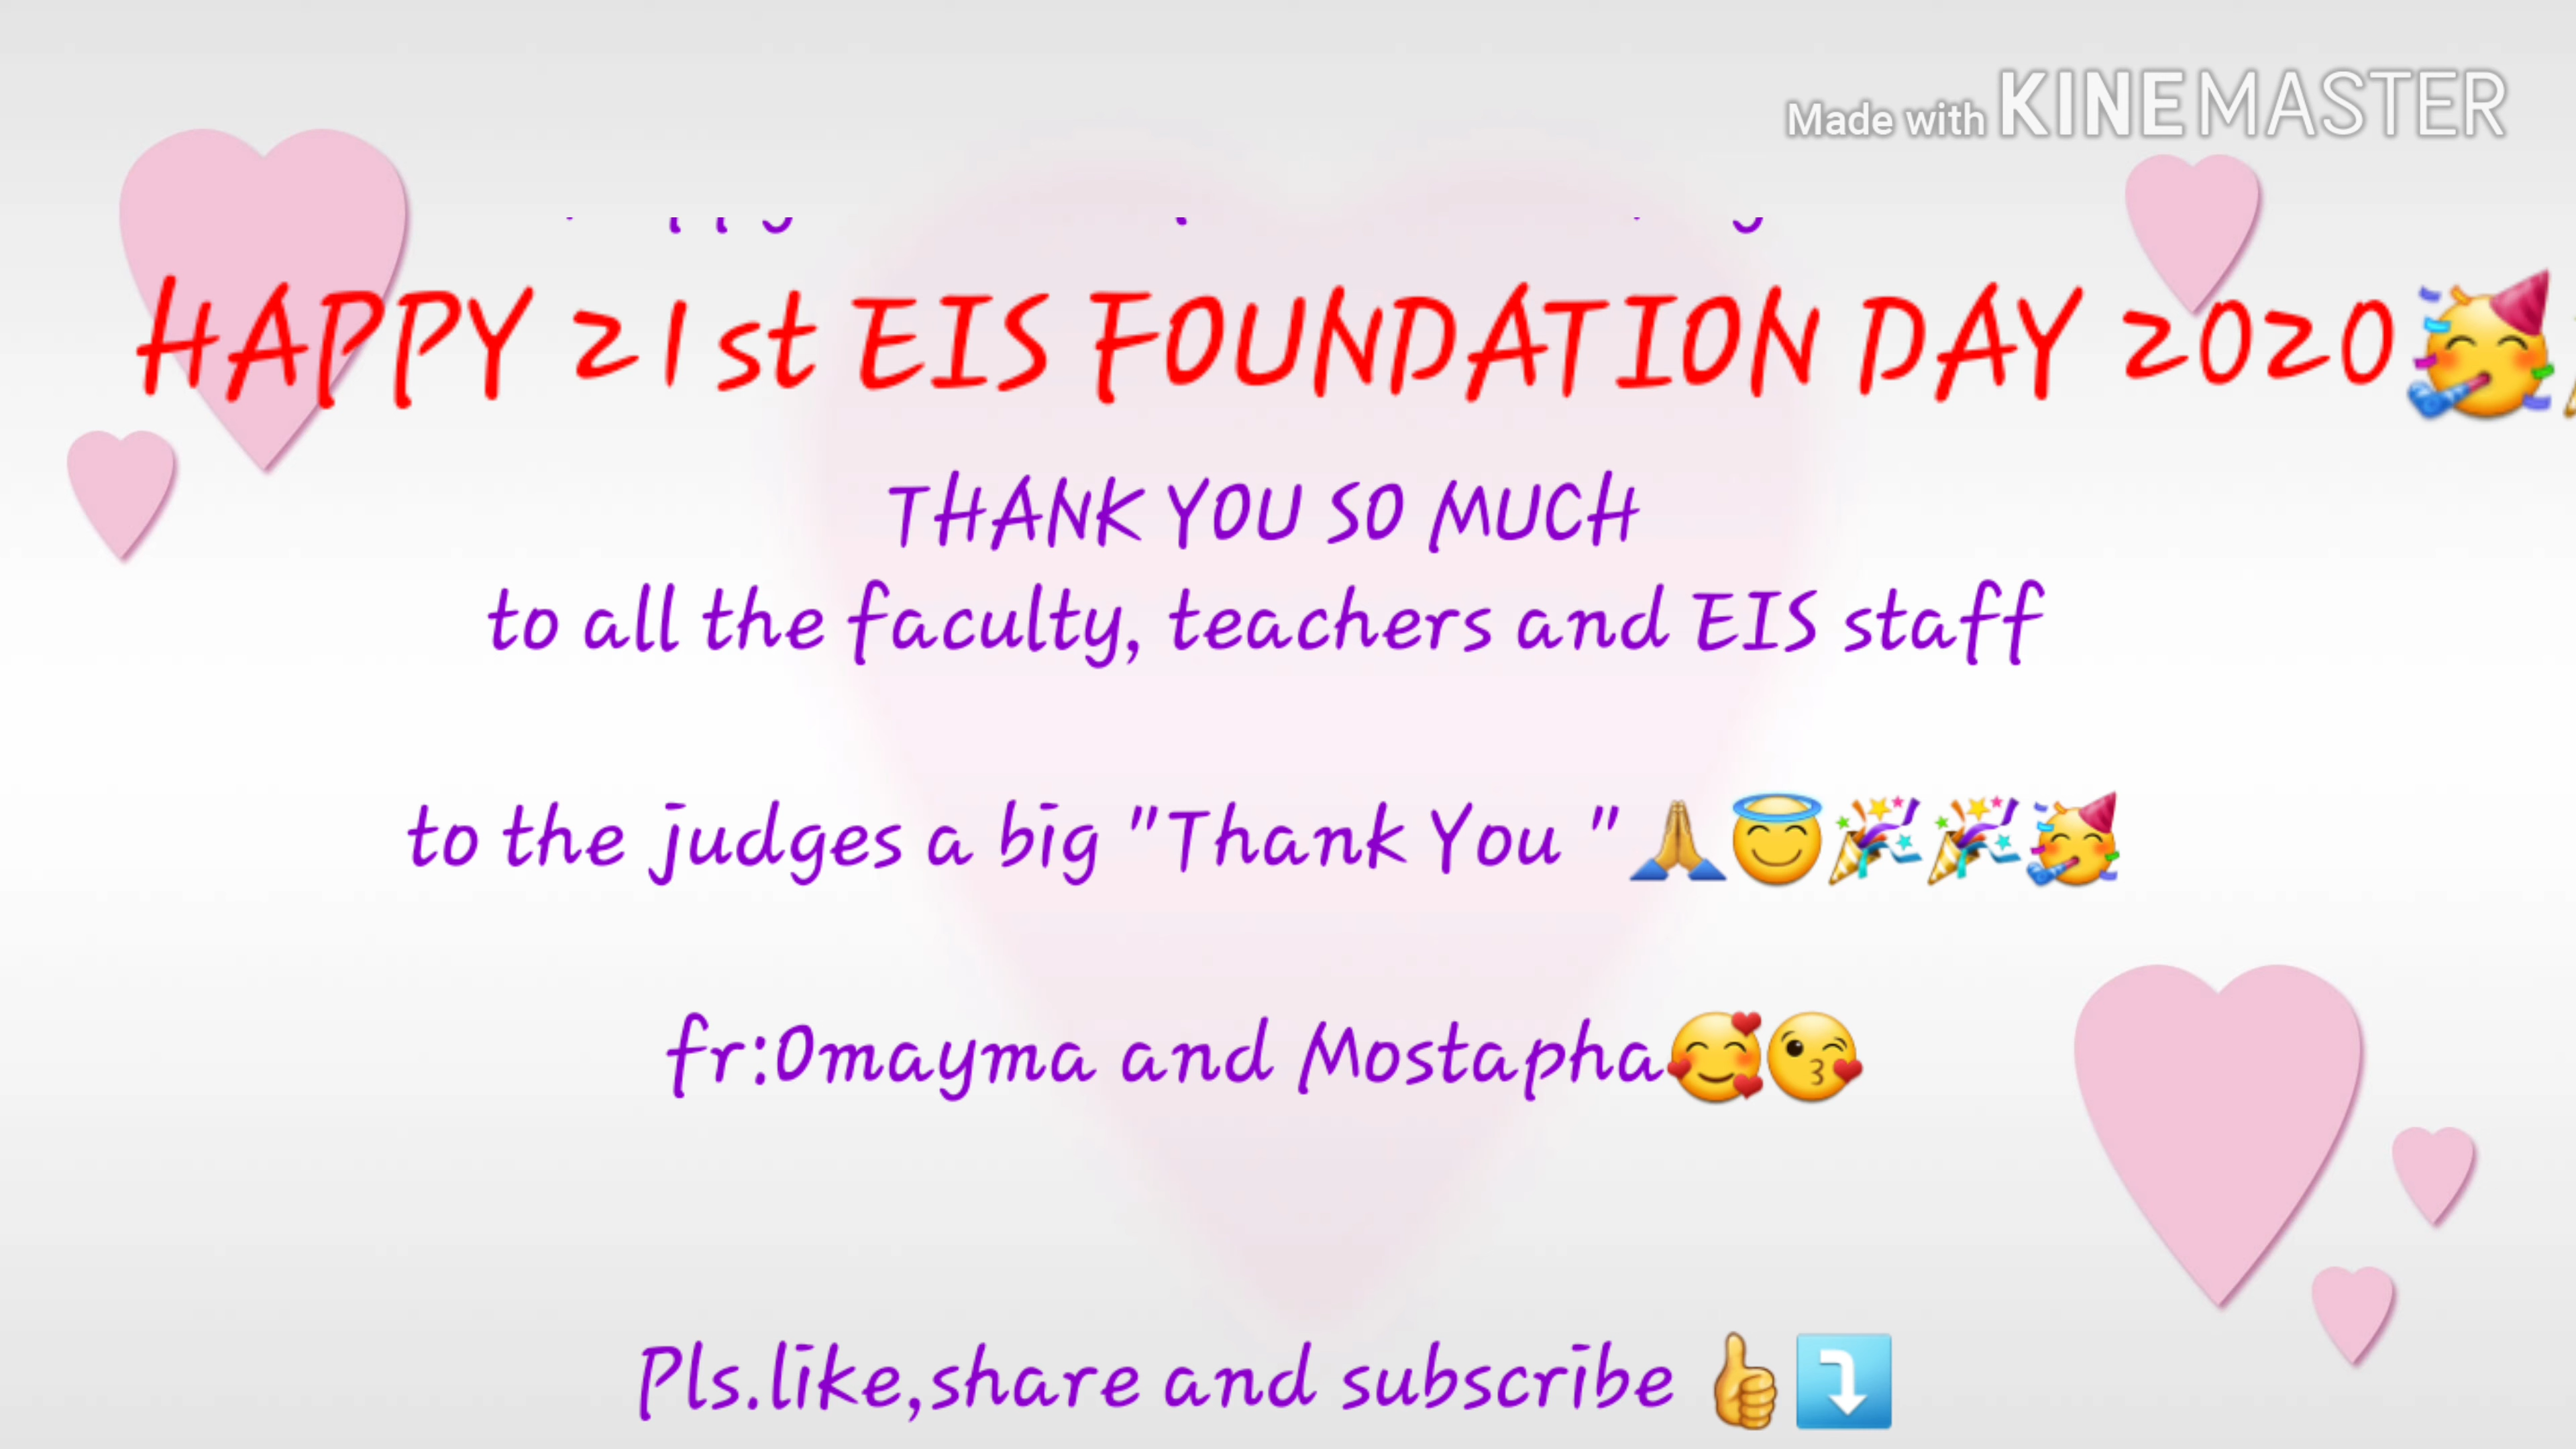 Made with KINEMASTER
HAPPY 21st EIS FOUNDATION DAY 2020🥳
THANK YOU SO MUCH
to all the faculty, teachers and EIS staff
to the judges a big "Thank You "🙏😇🎉🎉🥳
fr:Omayma and Mostapha🥰😘
Pls.like,share and subscribe 👍⤵️